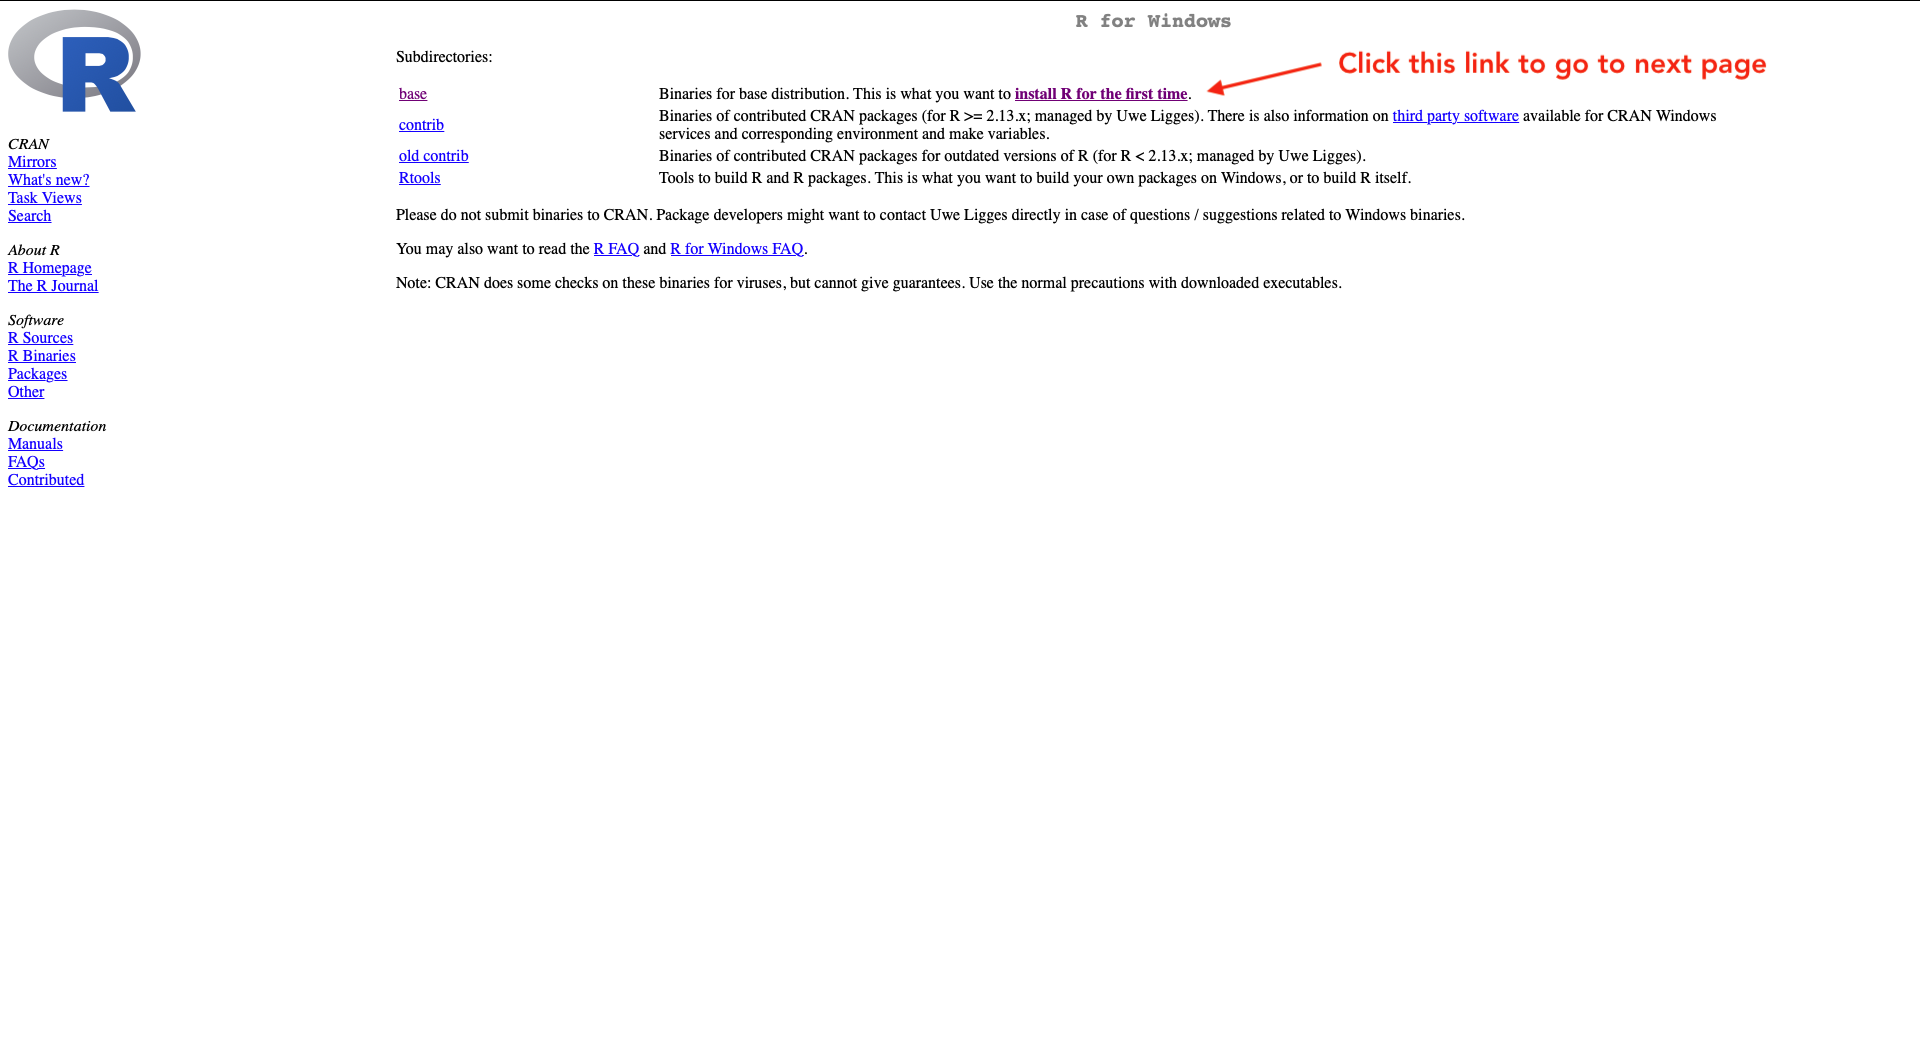 R
CRAN
Mirrors
What's new?
Task Views
Search
About R
R Homepage
The R Journal
Software
R Sources
R Binaries
Packages
Other
Documentation
Manuals
FAQs
Contributed
R for Windows
Subdirectories:
Click this link to go to next page
base Binaries for base distribution. This is what you want to install R for the first time.
contrib Binaries of contributed CRAN packages (for R >= 2.13.x; managed by Uwe Ligges). There is also information on third party software available for CRAN Windows
services and corresponding environment and make variables.
old contrib Binaries of contributed CRAN packages for outdated versions of R (for R < 2.13.x; managed by Uwe Ligges).
Rtools Tools to build R and R packages. This is what you want to build your own packages on Windows, or to build R itself.
Please do not submit binaries to CRAN. Package developers might want to contact Uwe Ligges directly in case of questions / suggestions related to Windows binaries.
You may also want to read the R FAQ and R for Windows FAQ.
Note: CRAN does some checks on these binaries for viruses, but cannot give guarantees. Use the normal precautions with downloaded executables.